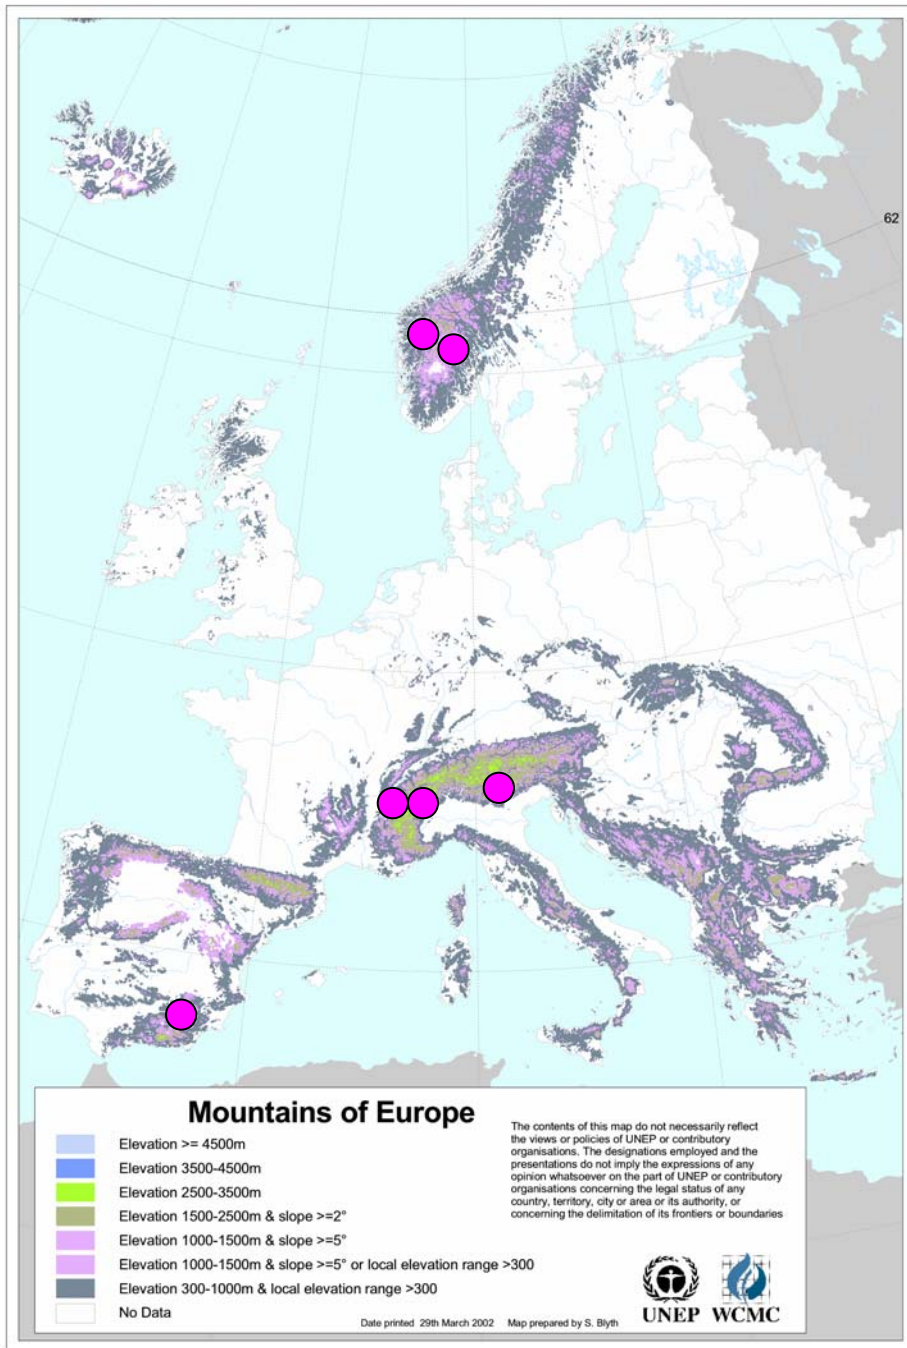 62
Mountains of Europe
Elevation >= 4500m
Elevation 3500-4500m
Elevation 2500-3500m
Elevation 1500-2500m & slope >=2°
Elevation 1000-1500m & slope >=5°
Elevation 1000-1500m & slope >=5° or local elevation range >300
Elevation 300-1000m & local elevation range >300
No Data
The contents of this map do not necessarily reflect
the views or policies of UNEP or contributory
organisations. The designations employed and the
presentations do not imply the expressions of any
opinion whatsoever on the part of UNEP or contributory
organisations concerning the legal status of any
country, territory, city or area or its authority, or
concerning the delimitation of its frontiers or boundaries
UNEP WCMC
Date printed 29th March 2002 Map prepared by S. Blyth